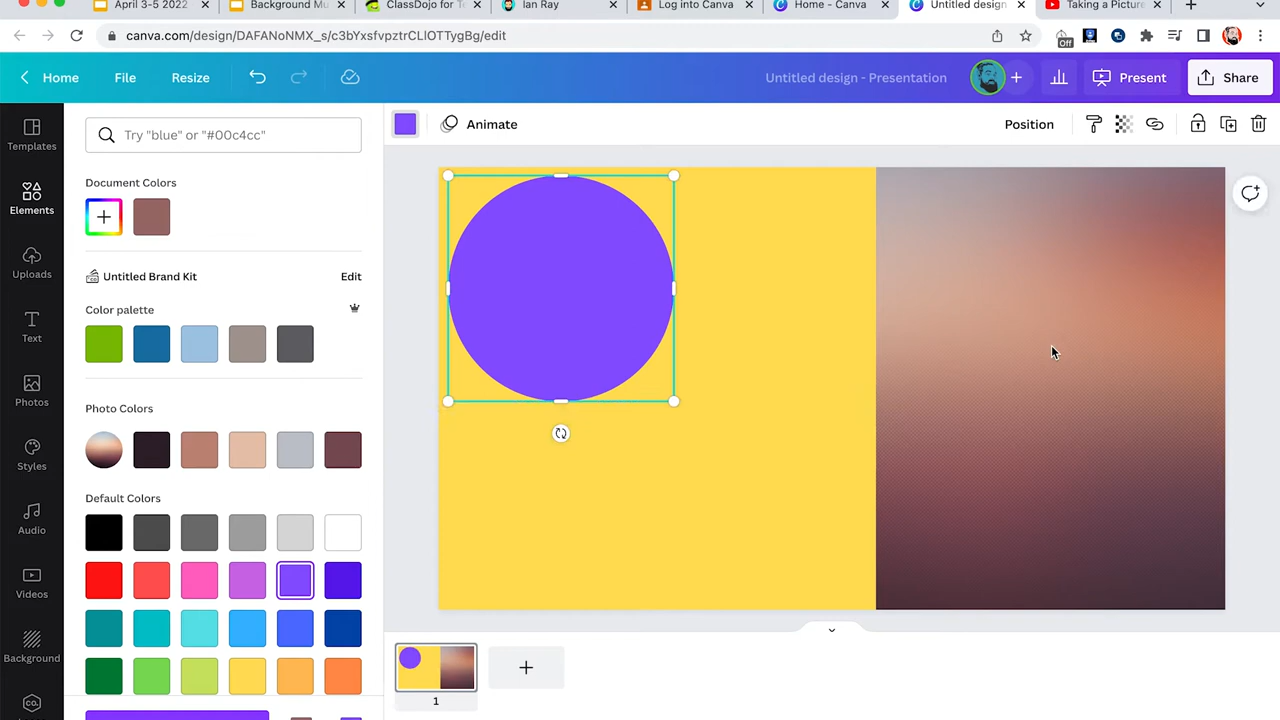 April 3-5 2022
Background Mu
ClassDojo for Te
Ian Ray
Log into Canva
Home - Canva
Untitled design
Taking a Picture
canva.com/design/DAFANoNMX_s/c3bYxsfvpztrCLlOTTygBg/edit
Off
Home
File
Resize
Untitled design - Presentation
Present
Share
Templates
Elements
Uploads
Text
Photos
Styles
Audio
Videos
Background
co.
Try "blue" or "#00c4cc"
Document Colors
Untitled Brand Kit
Edit
Color palette
Photo Colors
Default Colors
Animate
Position
1